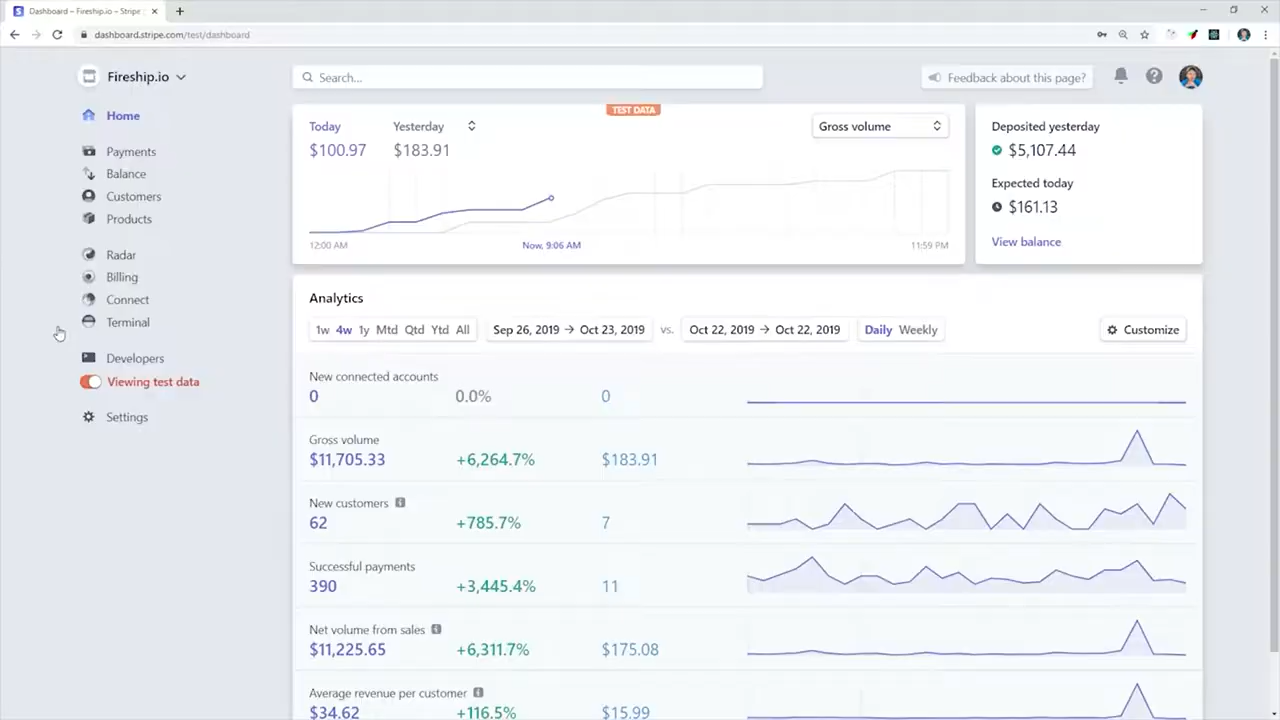 Dashboard – Fireship.io – Stripe
dashboard.stripe.com/test/dashboard
Fireship.io
Search...
Feedback about this page?
Home
Payments
Balance
Customers
Products
Radar
Billing
Connect
Terminal
Developers
Viewing test data
Settings
TEST DATA
Today
Yesterday
Gross volume
$100.97
$183.91
12:00 AM
Now, 9:06 AM
11:59 PM
Deposited yesterday
$5,107.44
Expected today
$161.13
View balance
Analytics
1w 4w 1y Mtd Qtd Ytd All
Sep 26, 2019 → Oct 23, 2019
vs.
Oct 22, 2019 → Oct 22, 2019
Daily Weekly
Customize
New connected accounts
0 0.0% 0
Gross volume
$11,705.33 +6,264.7% $183.91
New customers
62 +785.7% 7
Successful payments
390 +3,445.4% 11
Net volume from sales
$11,225.65 +6,311.7% $175.08
Average revenue per customer
$34.62 +116.5% $15.99